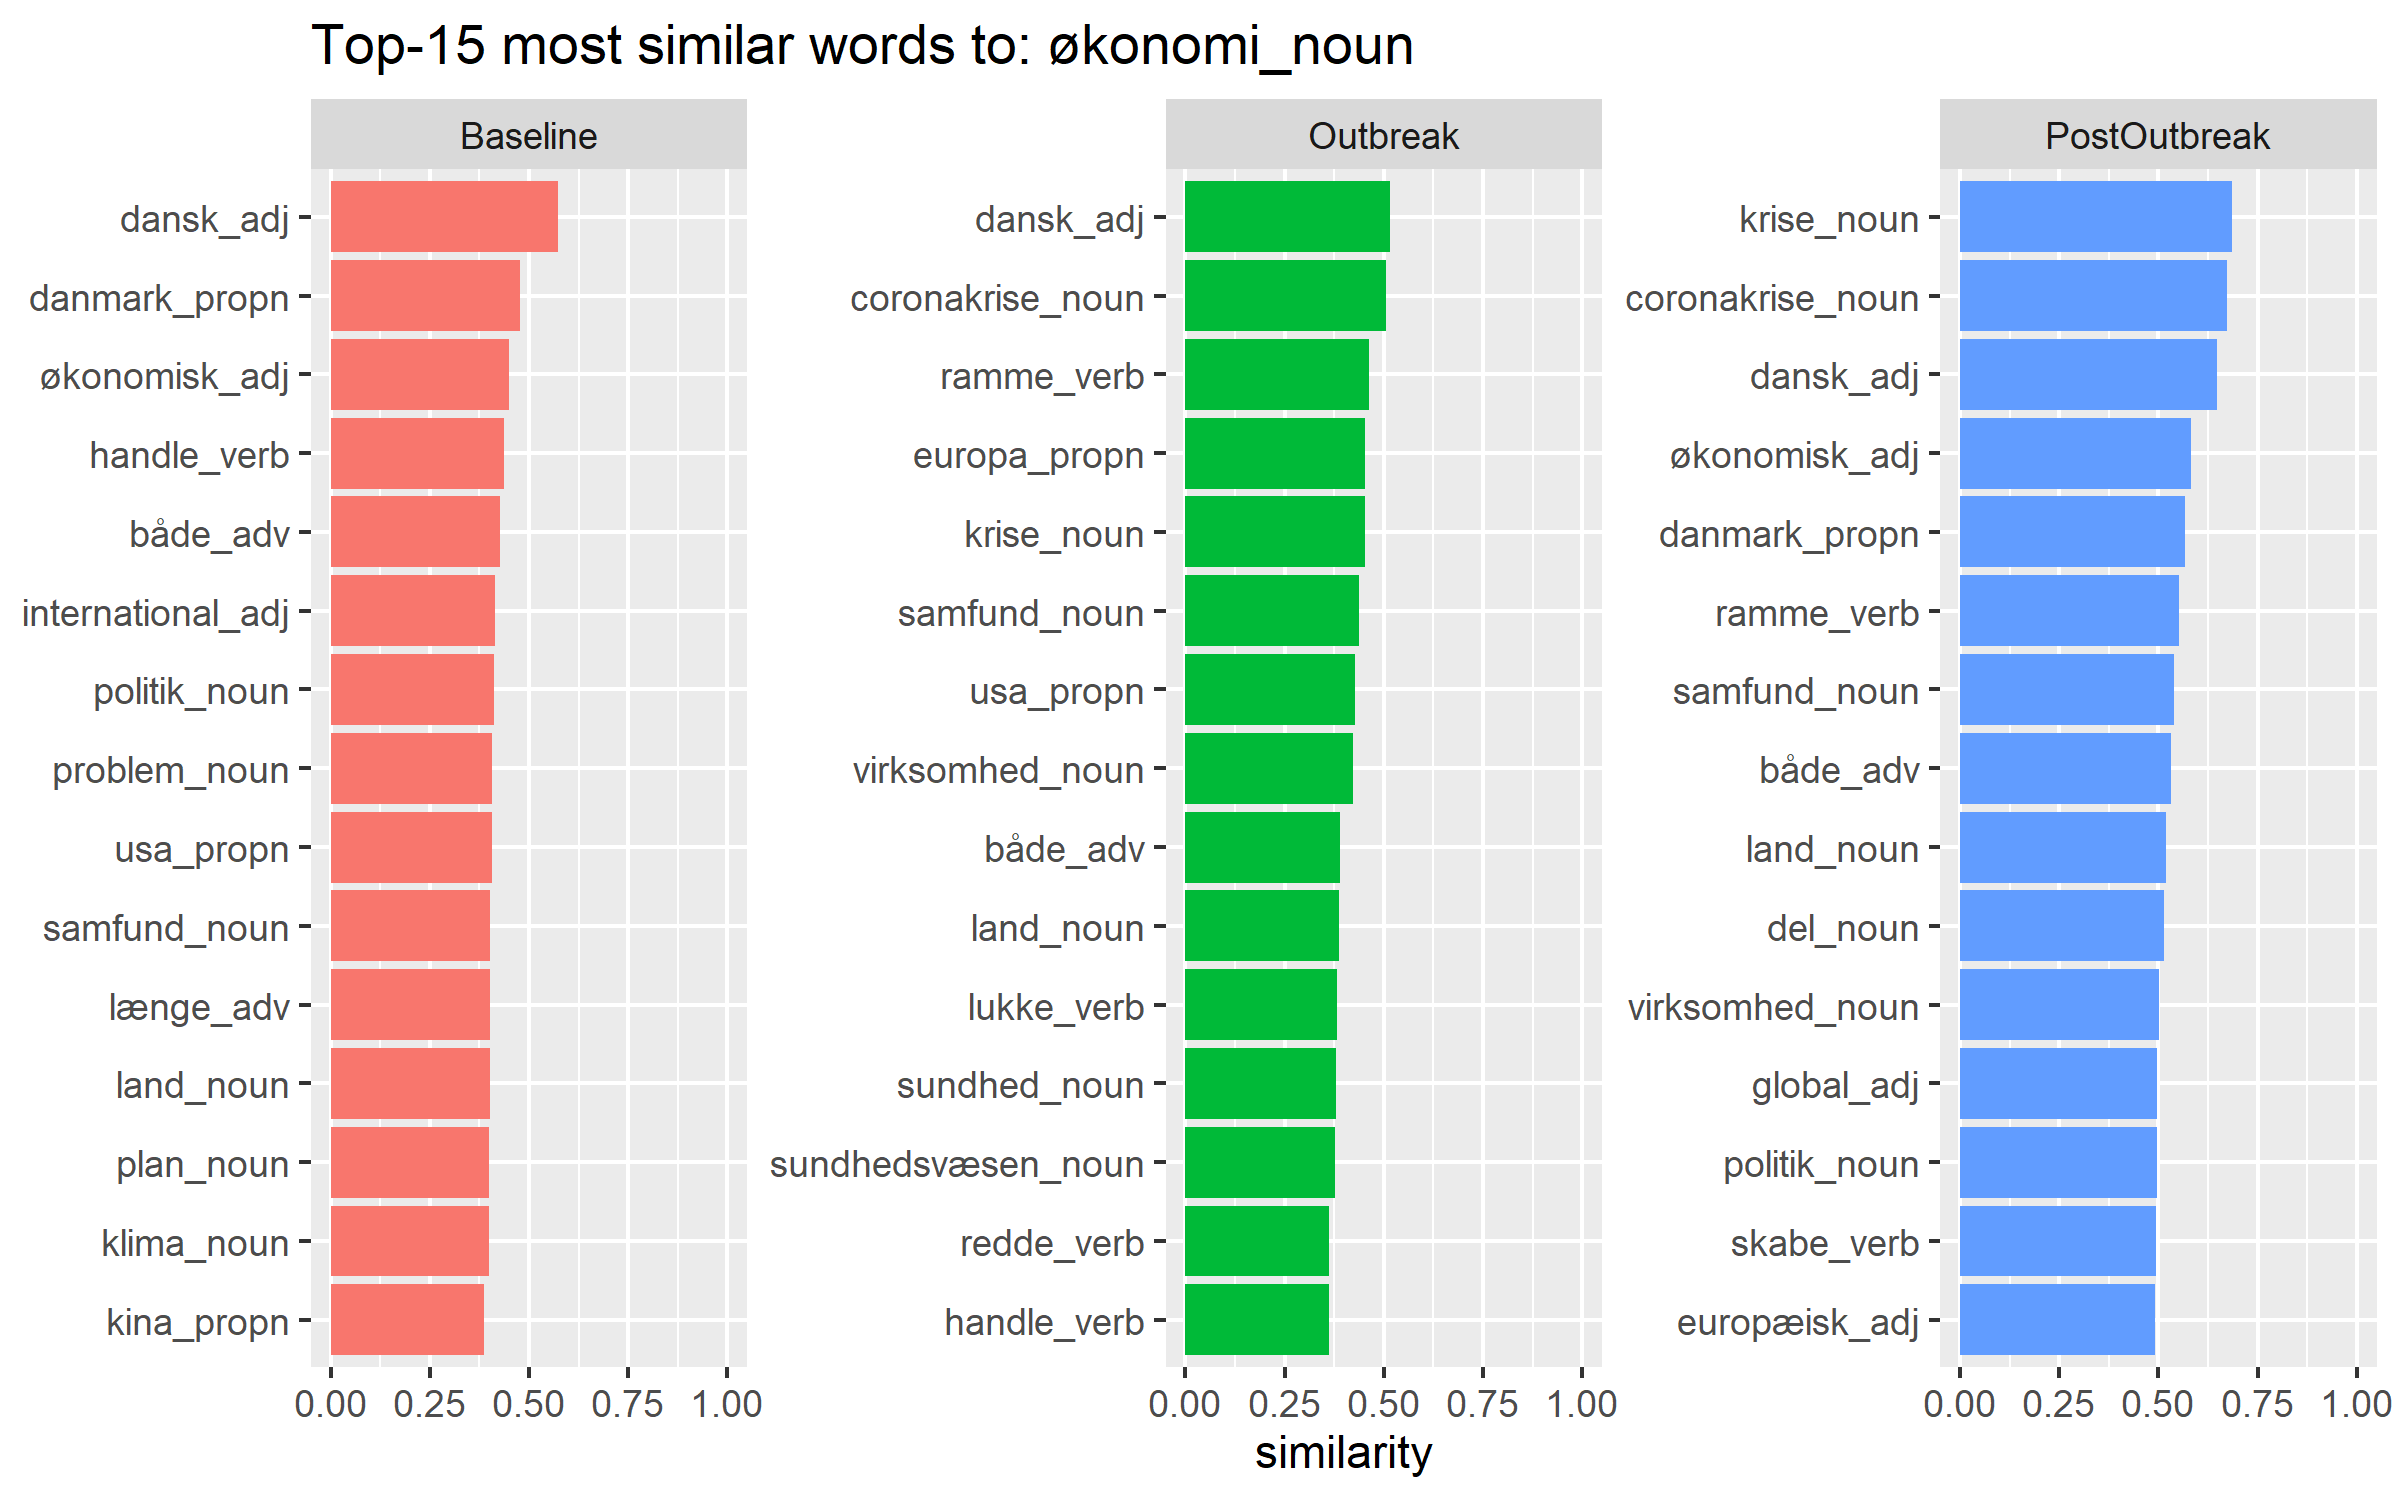 Top-15 most similar words to: økonomi_noun
Baseline
dansk_adj
danmark_propn
økonomisk_adj
handle_verb
både_adv
international_adj
politik_noun
problem_noun
usa_propn
samfund_noun
længe_adv
land_noun
plan_noun
klima_noun
kina_propn
0.00 0.25 0.50 0.75 1.00
Outbreak
dansk_adj
coronakrise_noun
ramme_verb
europa_propn
krise_noun
samfund_noun
usa_propn
virksomhed_noun
både_adv
land_noun
lukke_verb
sundhed_noun
sundhedsvæsen_noun
redde_verb
handle_verb
0.00 0.25 0.50 0.75 1.00
PostOutbreak
krise_noun
coronakrise_noun
dansk_adj
økonomisk_adj
danmark_propn
ramme_verb
samfund_noun
både_adv
land_noun
del_noun
virksomhed_noun
global_adj
politik_noun
skabe_verb
europæisk_adj
0.00 0.25 0.50 0.75 1.00
similarity